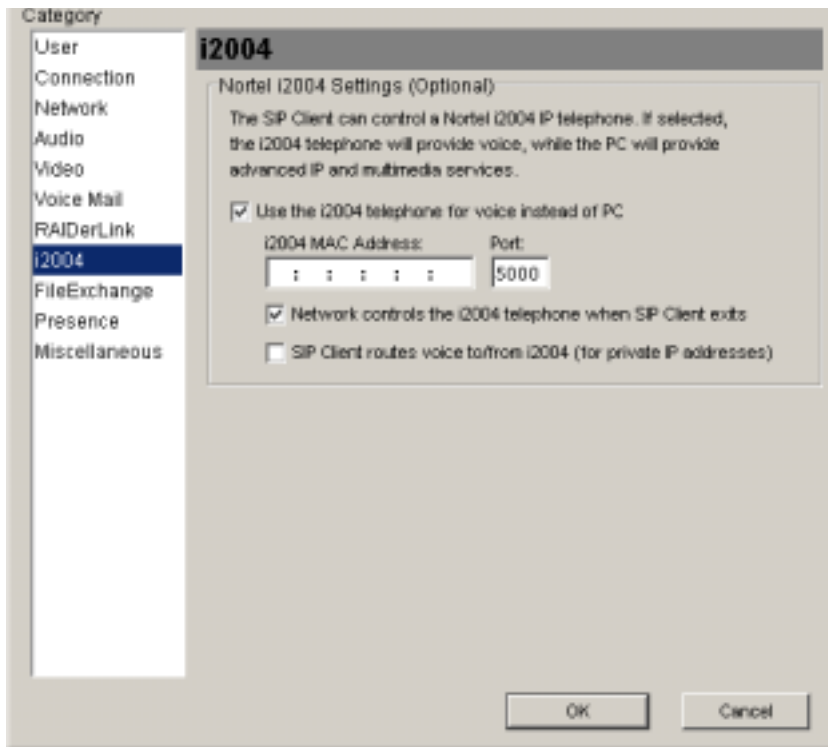 Category
User
Connection
Network
Audio
Video
Voice Mail
RAIDerLink
i2004
FileExchange
Presence
Miscellaneous
i2004
Nortel i2004 Settings (Optional)
The SIP Client can control a Nortel i2004 IP telephone. If selected,
the i2004 telephone will provide voice, while the PC will provide
advanced IP and multimedia services.
Use the i2004 telephone for voice instead of PC
i2004 MAC Address: Port:
: : : : : 5000
Network controls the i2004 telephone when SIP Client exits
SIP Client routes voice to/from i2004 (for private IP addresses)
OK Cancel